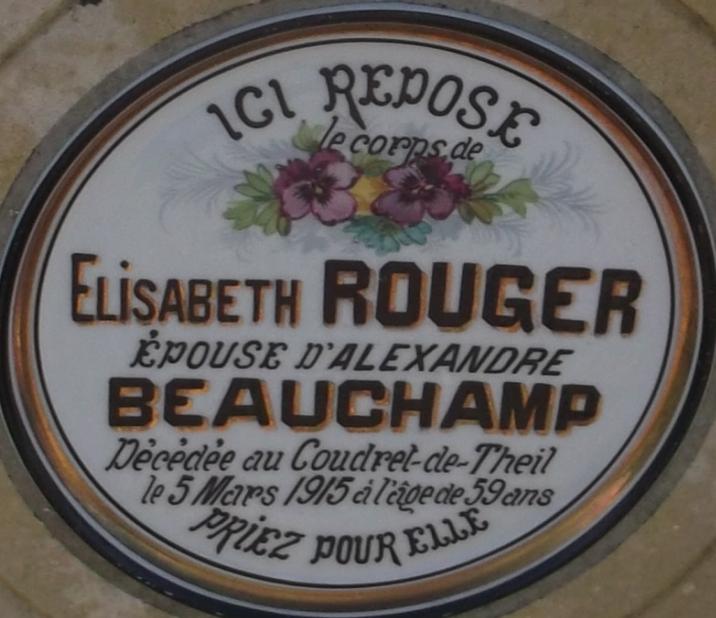 ICI REPOSE
le corps de
ELISABETH ROUGER
ÉPOUSE D'ALEXANDRE
BEAUCHAMP
Décédée au Coudret-de-Theil
le 5 Mars 1915 à l'âge de 59 ans
PRIEZ POUR ELLE